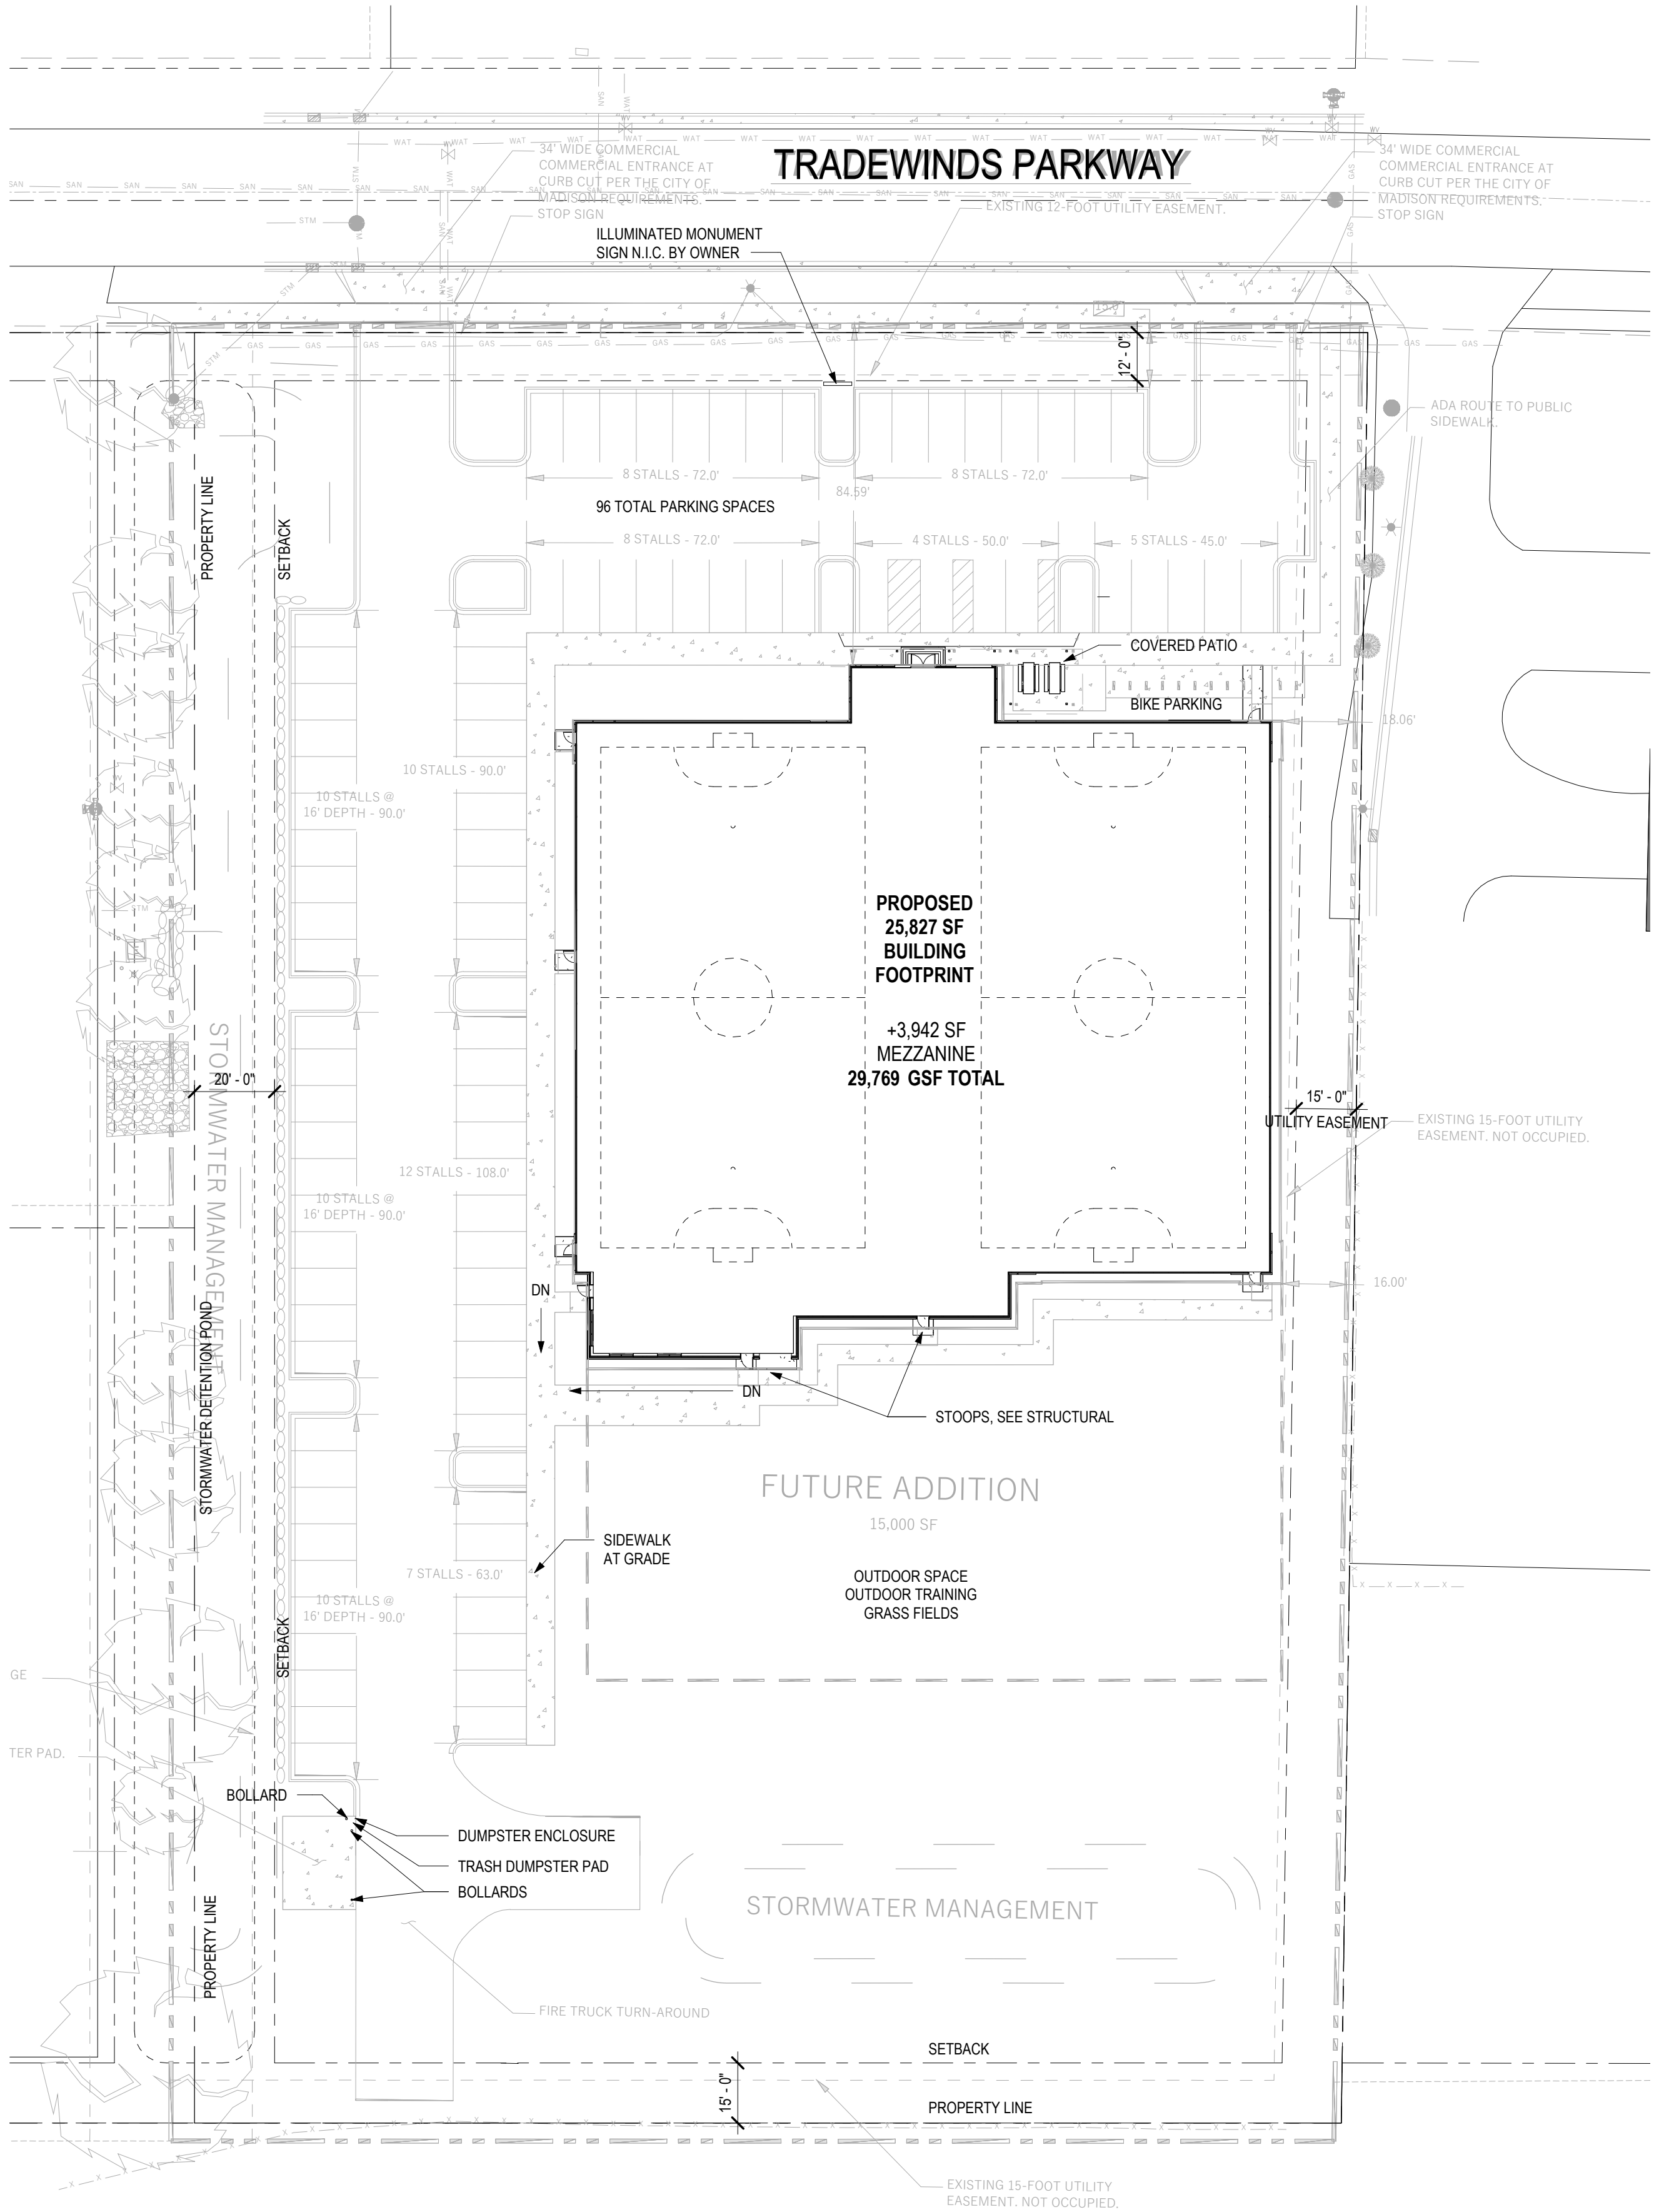 TRADEWINDS PARKWAY
34' WIDE COMMERCIAL
COMMERCIAL ENTRANCE AT
CURB CUT PER THE CITY OF
MADISON REQUIREMENTS.
STOP SIGN
34' WIDE COMMERCIAL
COMMERCIAL ENTRANCE AT
CURB CUT PER THE CITY OF
MADISON REQUIREMENTS.
STOP SIGN
EXISTING 12-FOOT UTILITY EASEMENT.
ILLUMINATED MONUMENT
SIGN N.I.C. BY OWNER
15.0'
12' - 0"
ADA ROUTE TO PUBLIC
SIDEWALK.
8 STALLS - 72.0'
8 STALLS - 72.0'
84.59'
96 TOTAL PARKING SPACES
8 STALLS - 72.0'
4 STALLS - 50.0'
5 STALLS - 45.0'
PROPERTY LINE
SETBACK
COVERED PATIO
BIKE PARKING
18.06'
10 STALLS - 90.0'
10 STALLS @
16' DEPTH - 90.0'
PROPOSED
25,827 SF
BUILDING
FOOTPRINT
+3,942 SF
MEZZANINE
29,769 GSF TOTAL
STORMWATER MANAGEMENT
20' - 0"
15' - 0"
UTILITY EASEMENT
EXISTING 15-FOOT UTILITY
EASEMENT. NOT OCCUPIED.
12 STALLS - 108.0'
10 STALLS @
16' DEPTH - 90.0'
16.00'
DN
STORMWATER DETENTION POND
DN
STOOPS, SEE STRUCTURAL
FUTURE ADDITION
15,000 SF
SIDEWALK
AT GRADE
7 STALLS - 63.0'
OUTDOOR SPACE
OUTDOOR TRAINING
GRASS FIELDS
10 STALLS @
16' DEPTH - 90.0'
SETBACK
GE
TER PAD.
BOLLARD
DUMPSTER ENCLOSURE
TRASH DUMPSTER PAD
BOLLARDS
STORMWATER MANAGEMENT
PROPERTY LINE
FIRE TRUCK TURN-AROUND
SETBACK
15' - 0"
PROPERTY LINE
EXISTING 15-FOOT UTILITY
EASEMENT. NOT OCCUPIED.